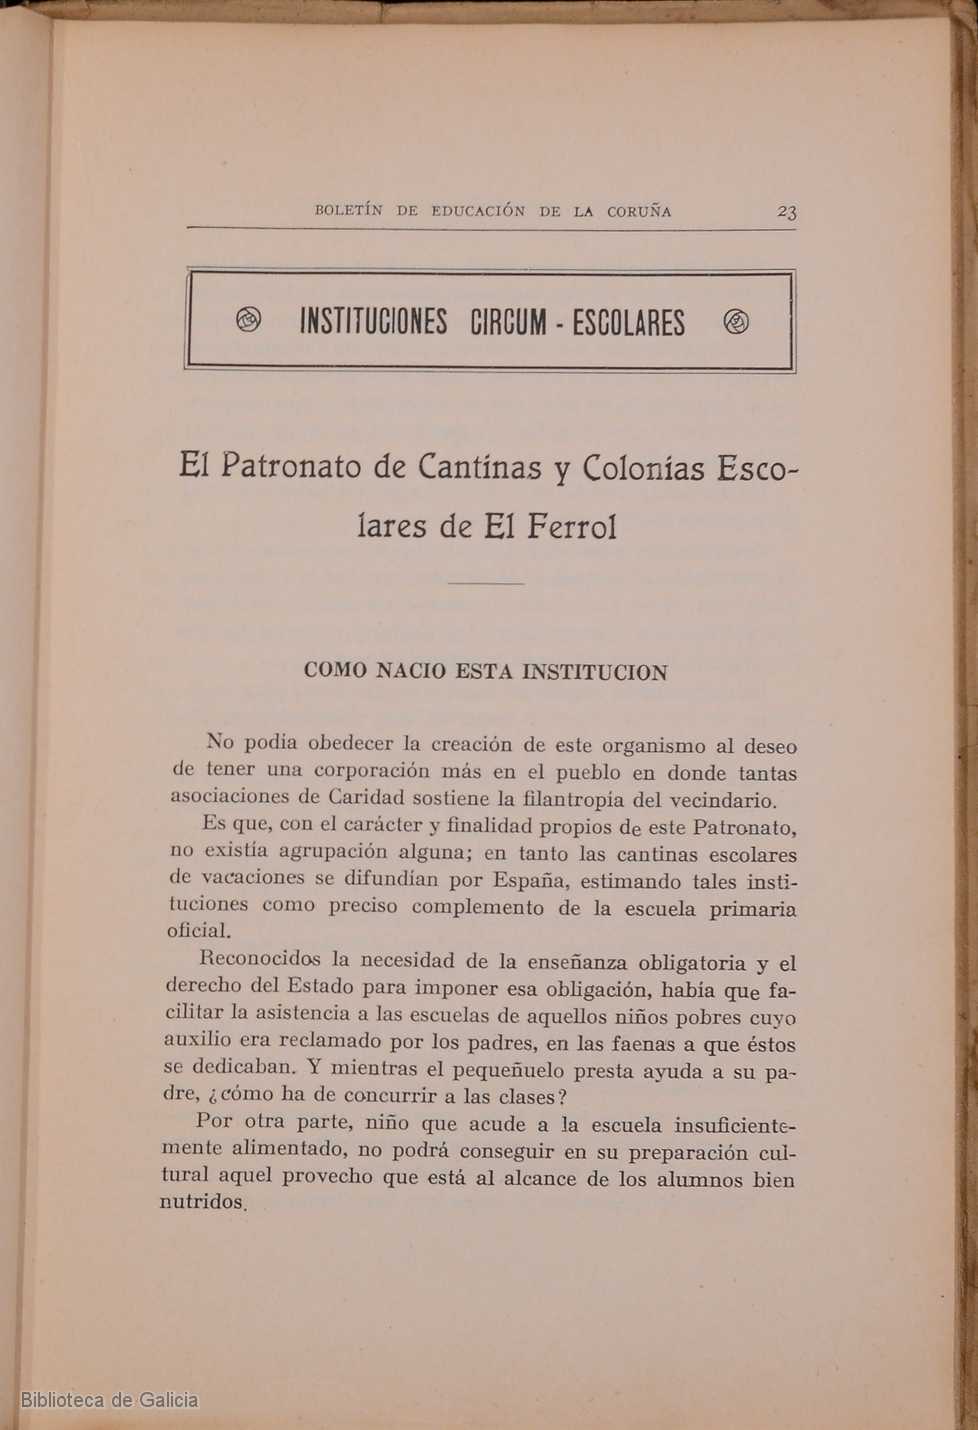 BOLETÍN DE EDUCACIÓN DE LA CORUÑA 23
INSTITUCIONES CIRCUM - ESCOLARES
El Patronato de Cantinas y Colonias Esco-
lares de El Ferrol
COMO NACIO ESTA INSTITUCION
No podía obedecer la creación de este organismo al deseo
de tener una corporación más en el pueblo en donde tantas
asociaciones de Caridad sostiene la filantropía del vecindario.
Es que, con el carácter y finalidad propios de este Patronato,
no existía agrupación alguna; en tanto las cantinas escolares
de vacaciones se difundían por España, estimando tales insti-
tuciones como preciso complemento de la escuela primaria
oficial.
Reconocidos la necesidad de la enseñanza obligatoria y el
derecho del Estado para imponer esa obligación, había que fa-
cilitar la asistencia a las escuelas de aquellos niños pobres cuyo
auxilio era reclamado por los padres, en las faenas a que éstos
se dedicaban. Y mientras el pequeñuelo presta ayuda a su pa-
dre, ¿cómo ha de concurrir a las clases?
Por otra parte, niño que acude a la escuela insuficiente-
mente alimentado, no podrá conseguir en su preparación cul-
tural aquel provecho que está al alcance de los alumnos bien
nutridos.
Biblioteca de Galicia